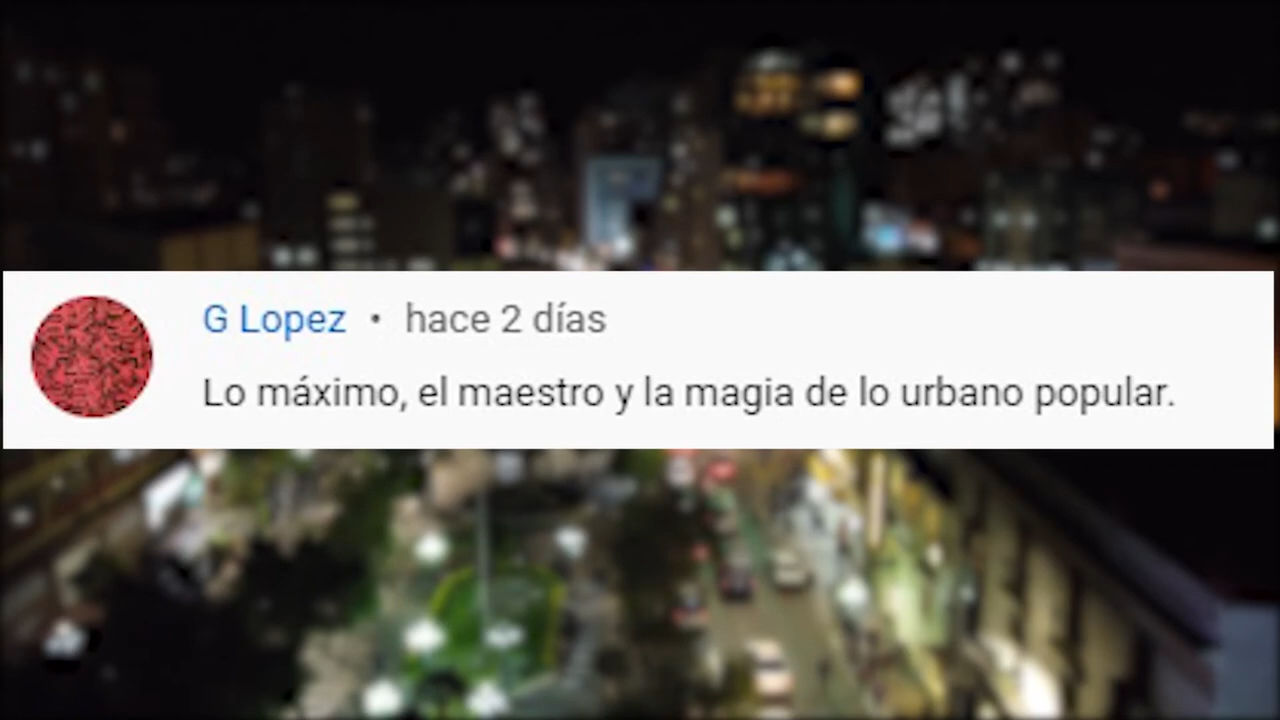 G Lopez • hace 2 días
Lo máximo, el maestro y la magia de lo urbano popular.